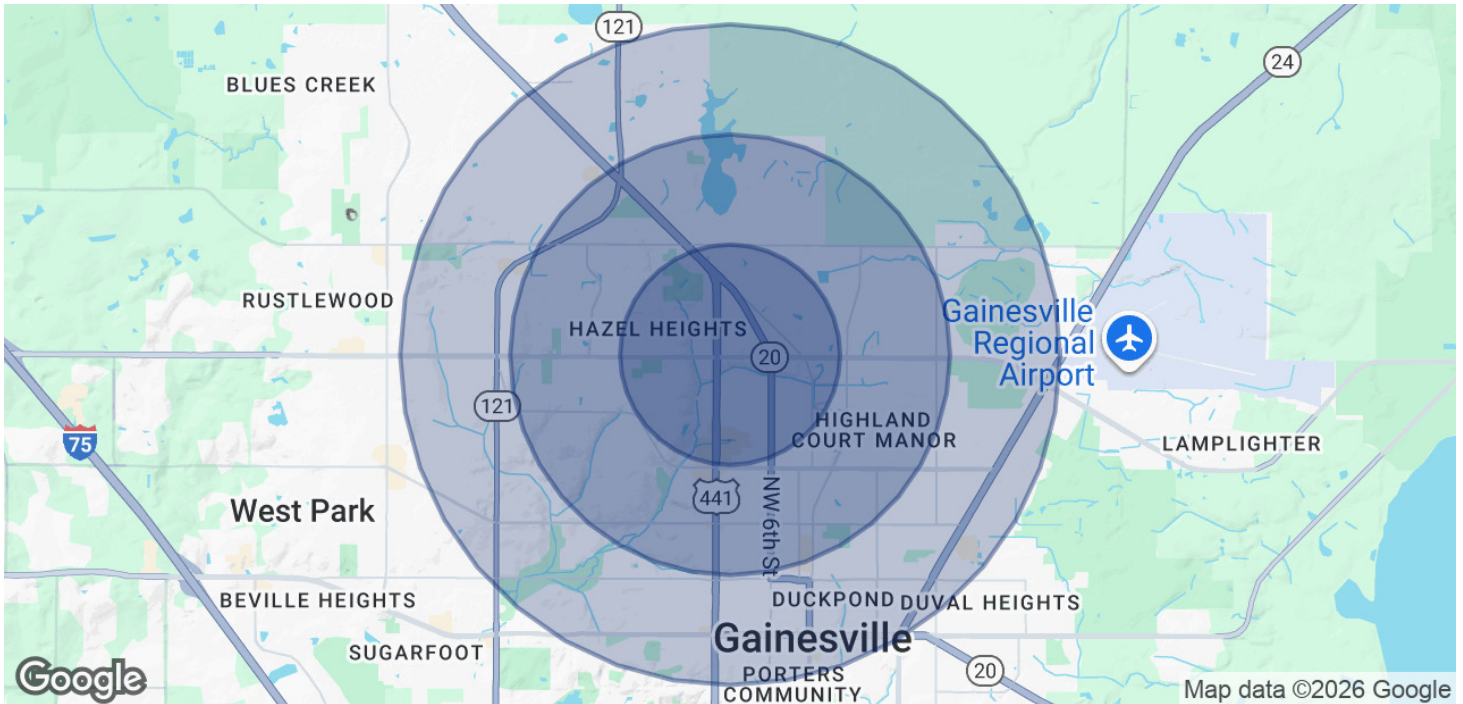 121
24
BLUES CREEK
RUSTLEWOOD
Gainesville
Regional
Airport
HAZEL HEIGHTS
20
121
HIGHLAND
COURT MANOR
75
LAMPLIGHTER
441
West Park
NW 6th St
BEVILLE HEIGHTS
DUCKPOND
DUVAL HEIGHTS
Gainesville
SUGARFOOT
PORTERS
COMMUNITY
20
Google
Map data ©2026 Google